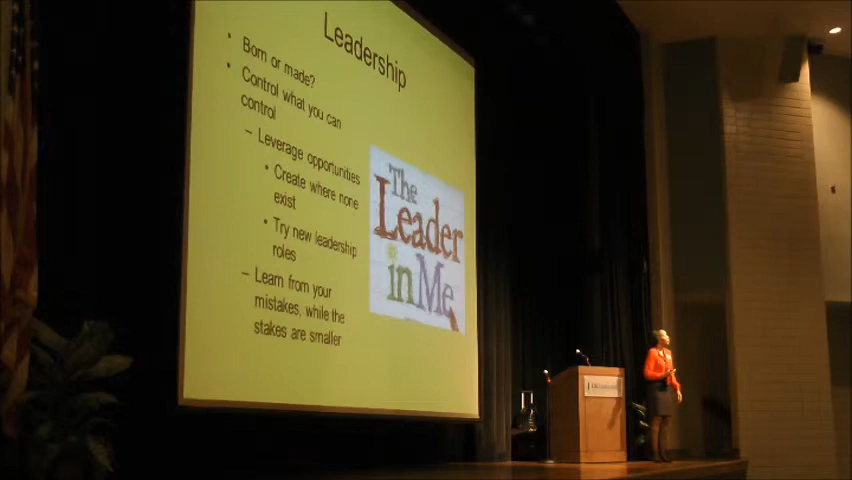 Leadership
• Born or made?
• Control what you can
control
– Leverage opportunities
• Create where none
exist
• Try new leadership
roles
– Learn from your
mistakes, while the
stakes are smaller
The
Leader
in Me